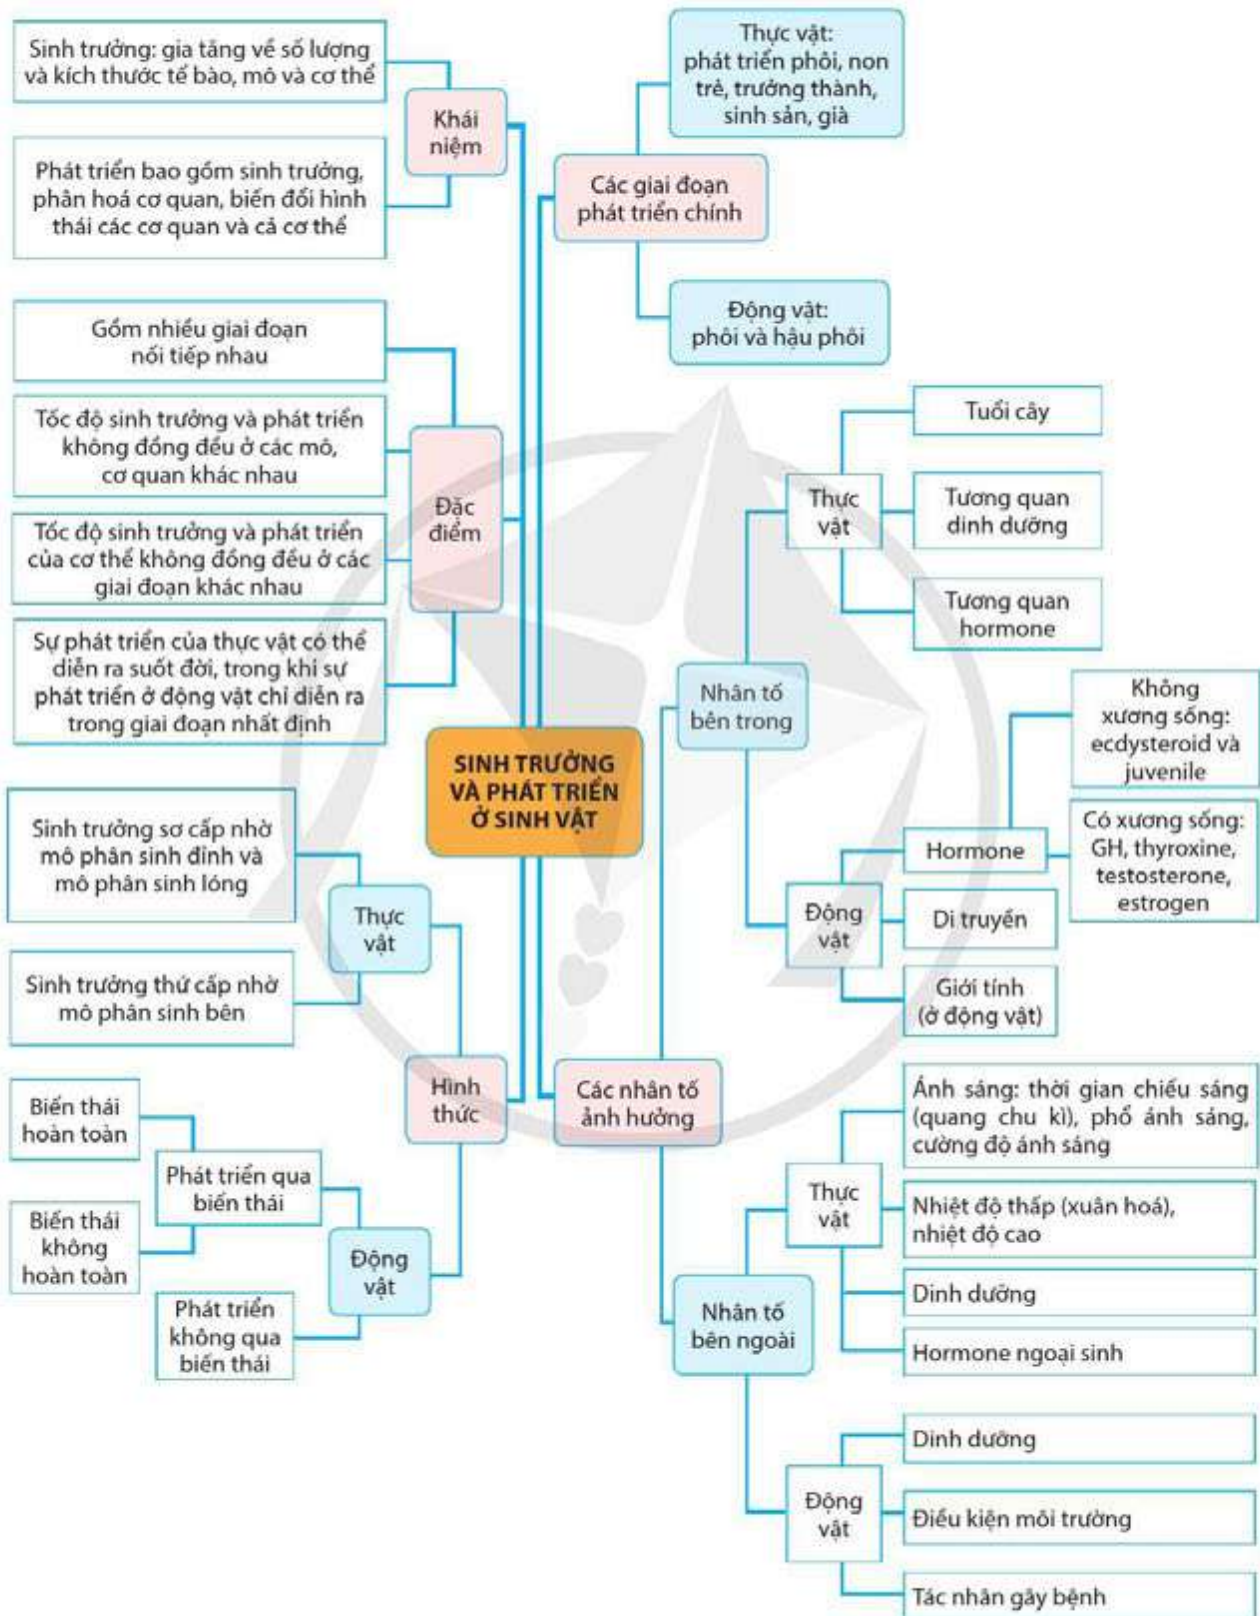 Sinh trưởng: gia tăng về số lượng
và kích thước tế bào, mô và cơ thể
Khái
niệm
Phát triển bao gồm sinh trưởng,
phân hoá cơ quan, biến đổi hình
thái các cơ quan và cả cơ thể
Gồm nhiều giai đoạn
nối tiếp nhau
Tốc độ sinh trưởng và phát triển
không đồng đều ở các mô,
cơ quan khác nhau
Đặc
điểm
Tốc độ sinh trưởng và phát triển
của cơ thể không đồng đều ở các
giai đoạn khác nhau
Sự phát triển của thực vật có thể
diễn ra suốt đời, trong khi sự
phát triển ở động vật chỉ diễn ra
trong giai đoạn nhất định
SINH TRƯỞNG
VÀ PHÁT TRIỂN
Ở SINH VẬT
Sinh trưởng sơ cấp nhờ
mô phân sinh đỉnh và
mô phân sinh lóng
Thực
vật
Sinh trưởng thứ cấp nhờ
mô phân sinh bên
Hình
thức
Biến thái
hoàn toàn
Phát triển qua
biến thái
Biến thái
không
hoàn toàn
Động
vật
Phát triển
không qua
biến thái
Thực vật:
phát triển phôi, non
trẻ, trưởng thành,
sinh sản, già
Các giai đoạn
phát triển chính
Động vật:
phôi và hậu phôi
Tuổi cây
Thực
vật
Tương quan
dinh dưỡng
Tương quan
hormone
Nhân tố
bên trong
Không
xương sống:
ecdysteroid và
juvenile
Hormone
Có xương sống:
GH, thyroxine,
testosterone,
estrogen
Động
vật
Di truyền
Giới tính
(ở động vật)
Các nhân tố
ảnh hưởng
Ánh sáng: thời gian chiếu sáng
(quang chu kì), phổ ánh sáng,
cường độ ánh sáng
Thực
vật
Nhiệt độ thấp (xuân hoá),
nhiệt độ cao
Dinh dưỡng
Hormone ngoại sinh
Nhân tố
bên ngoài
Dinh dưỡng
Động
vật
Điều kiện môi trường
Tác nhân gây bệnh